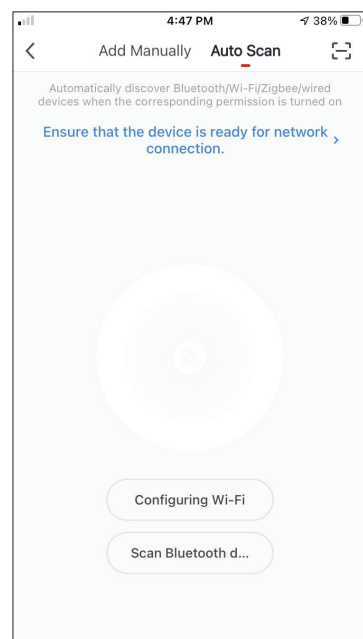 4:47 PM
38%
Add Manually Auto Scan
Automatically discover Bluetooth/Wi-Fi/Zigbee/wired
devices when the corresponding permission is turned on
Ensure that the device is ready for network
connection.
Configuring Wi-Fi
Scan Bluetooth d...